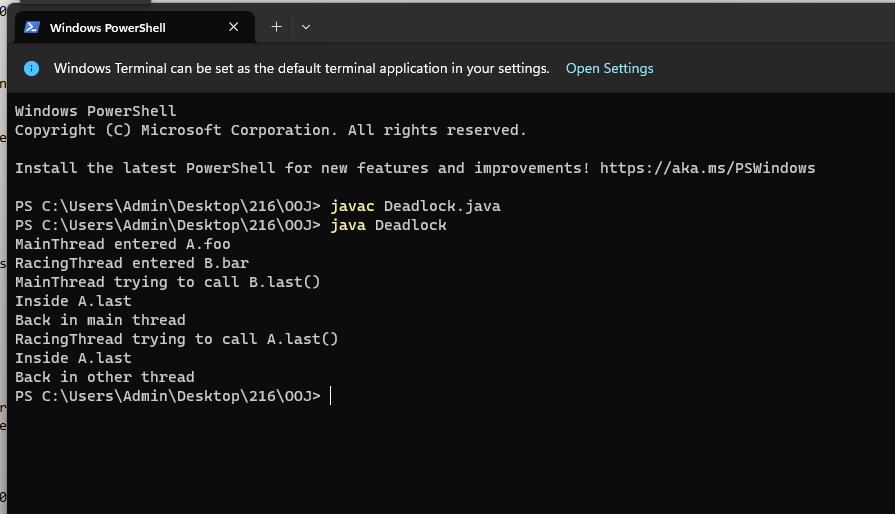 Windows PowerShell
Windows Terminal can be set as the default terminal application in your settings. Open Settings
Windows PowerShell
Copyright (C) Microsoft Corporation. All rights reserved.
Install the latest PowerShell for new features and improvements! https://aka.ms/PSWindows
PS C:\Users\Admin\Desktop\216\OOJ> javac Deadlock.java
PS C:\Users\Admin\Desktop\216\OOJ> java Deadlock
MainThread entered A.foo
RacingThread entered B.bar
MainThread trying to call B.last()
Inside A.last
Back in main thread
RacingThread trying to call A.last()
Inside A.last
Back in other thread
PS C:\Users\Admin\Desktop\216\OOJ>